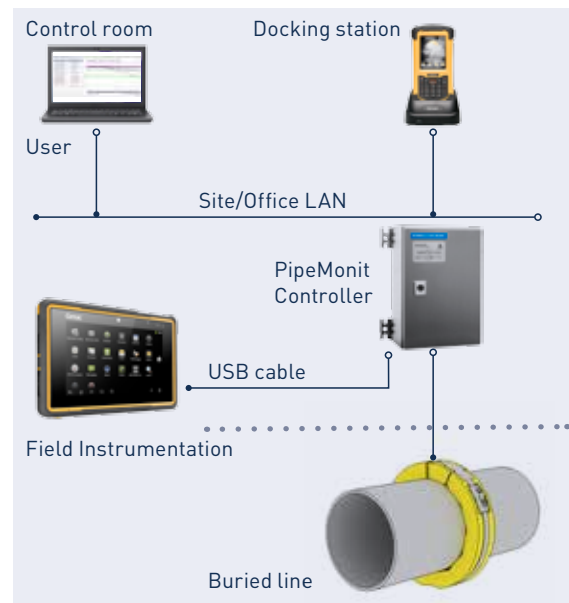 Control room
Docking station
User
Site/Office LAN
PipeMonit
Controller
USB cable
Field Instrumentation
Buried line